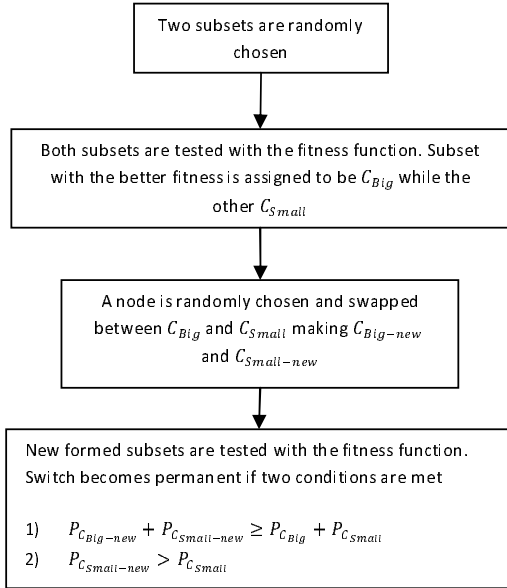 Two subsets are randomly
chosen
Both subsets are tested with the fitness function. Subset
with the better fitness is assigned to be C_Big while the
other C_Small
A node is randomly chosen and swapped
between C_Big and C_Small making C_Big-new
and C_Small-new
New formed subsets are tested with the fitness function.
Switch becomes permanent if two conditions are met
1) P_C_Big-new + P_C_Small-new ≥ P_C_Big + P_C_Small
2) P_C_Small-new > P_C_Small